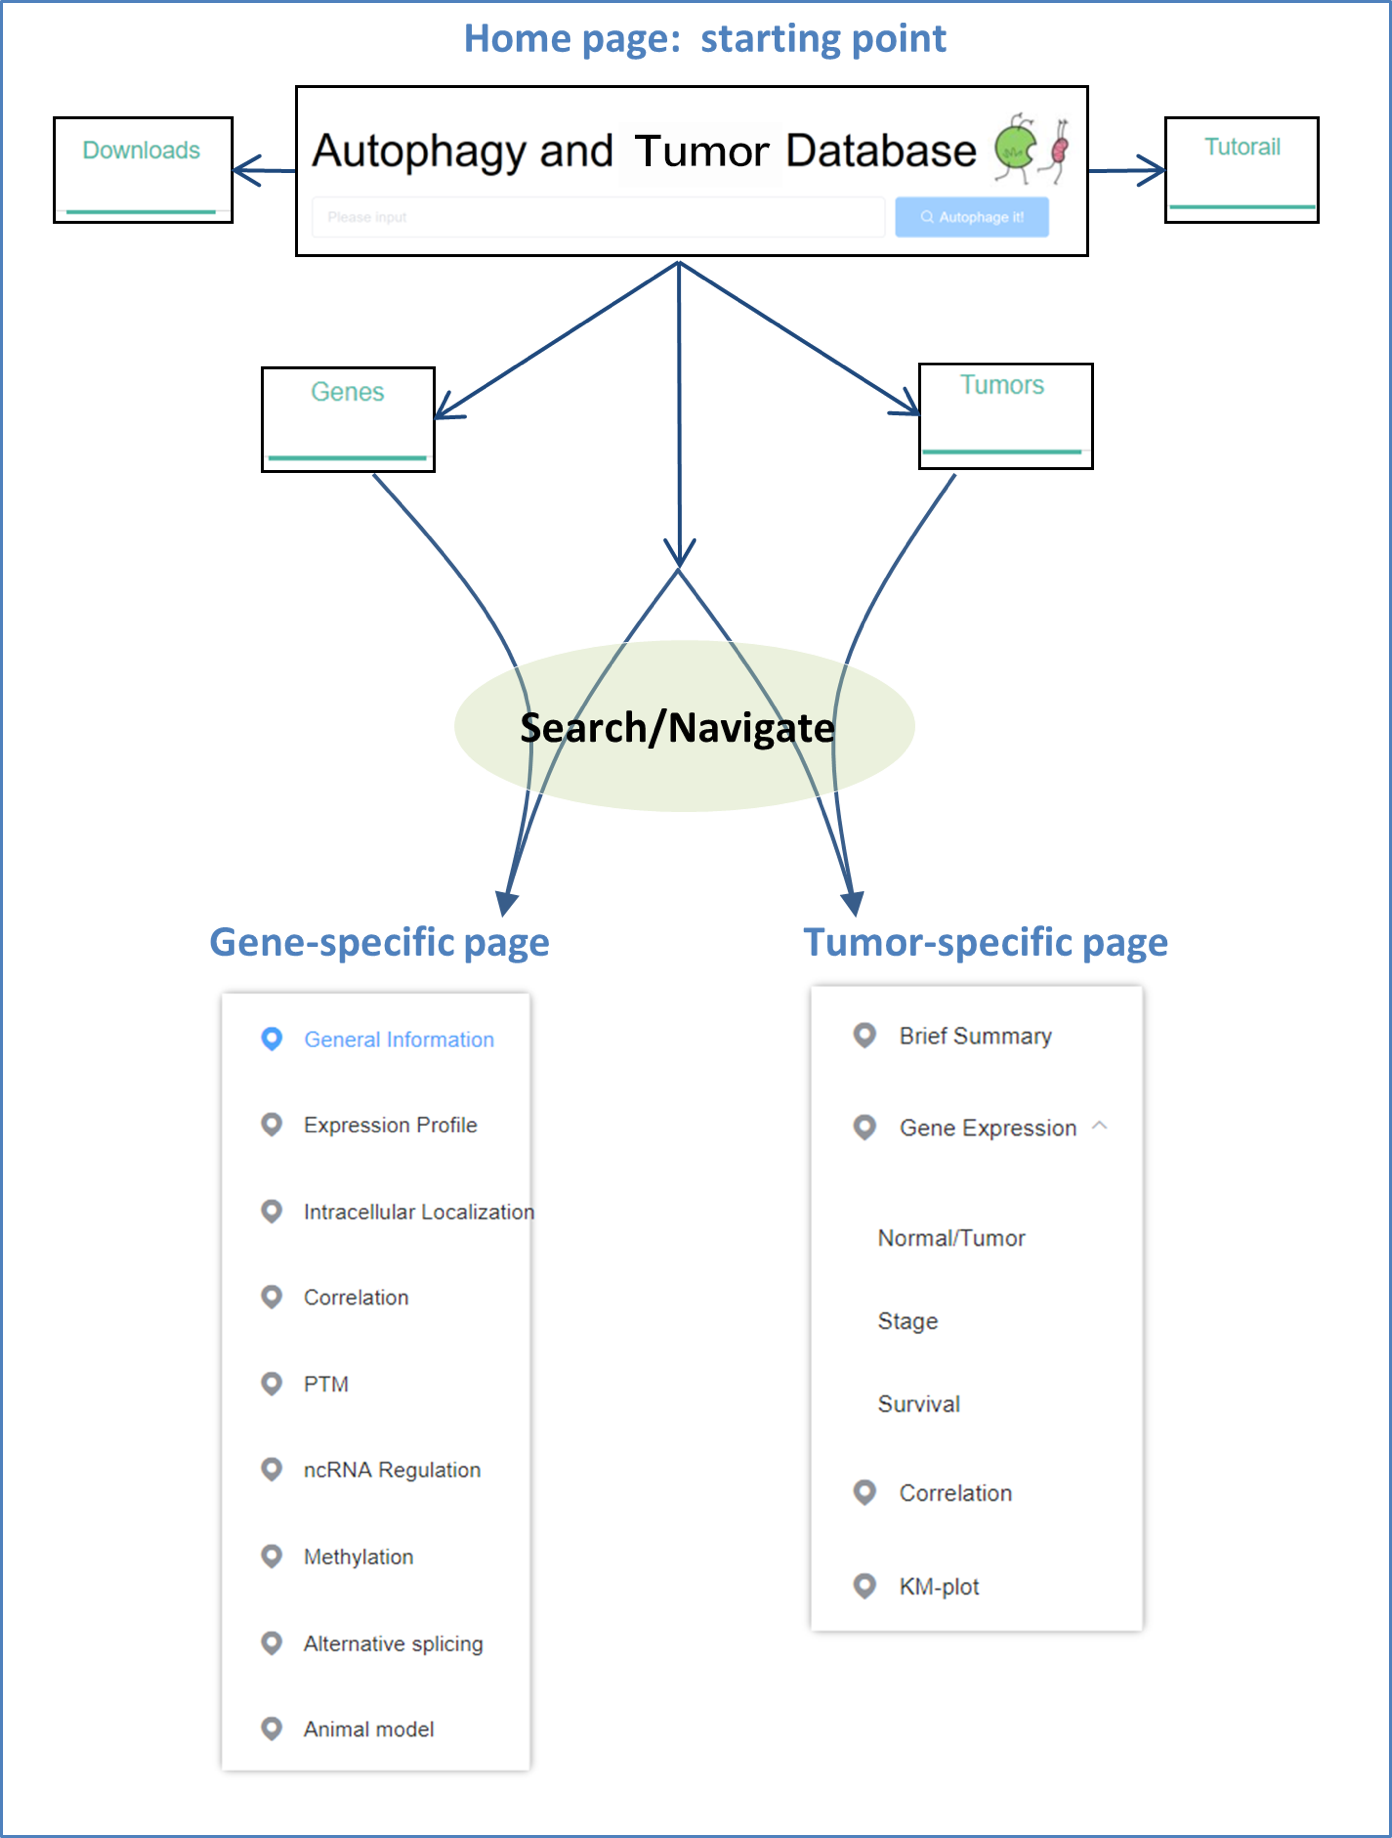 Home page:  starting point
Downloads
Autophagy and Tumor Database
Tutorail
Please input
Autophage it!
Genes
Tumors
Search/Navigate
Gene-specific page
General Information
Expression Profile
Intracellular Localization
Correlation
PTM
ncRNA Regulation
Methylation
Alternative splicing
Animal model
Tumor-specific page
Brief Summary
Gene Expression
Normal/Tumor
Stage
Survival
Correlation
KM-plot